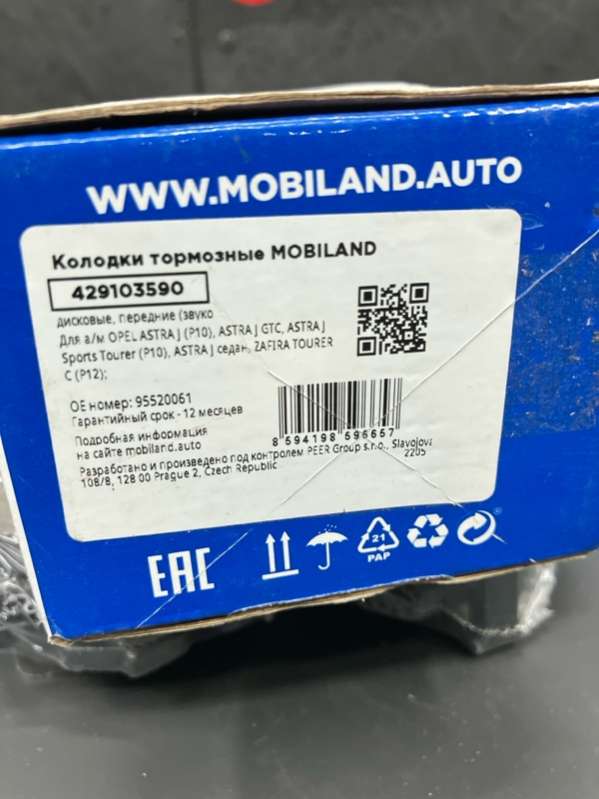 WWW.MOBILAND.AUTO
Колодки тормозные MOBILAND
429103590
дисковые, передние (звуко
Для а/м OPEL ASTRA J (P10), ASTRA J GTC, ASTRA J
Sports Tourer (P10), ASTRA J седан, ZAFIRA TOURER
C (P12);
OE номер: 95520061
Гарантийный срок - 12 месяцев
Подробная информация
на сайте mobiland.auto
8 594198 596657
2205
Разработано и произведено под контролем PEER Group s.r.o., Slavojova
108/8, 128 00 Prague 2, Czech Republic
EAC
21
PAP